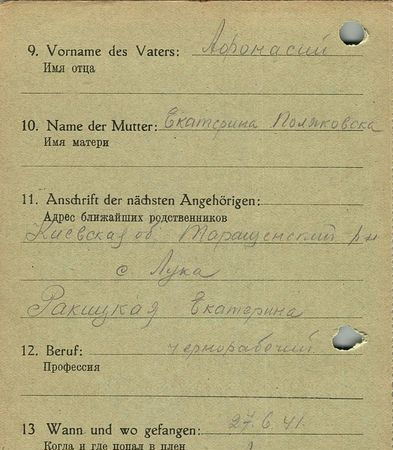 9. Vorname des Vaters: Афонасий
Имя отца
10. Name der Mutter: Екатерина Поляковска
Имя матери
11. Anschrift der nächsten Angehörigen:
Адрес ближайших родственников
Киевская об. Таращенский р-н
с Лука
Ракицкая Екатерина
12. Beruf: чернорабочий
Профессия
13 Wann und wo gefangen: 27.6.41.
Когда и где попал в плен